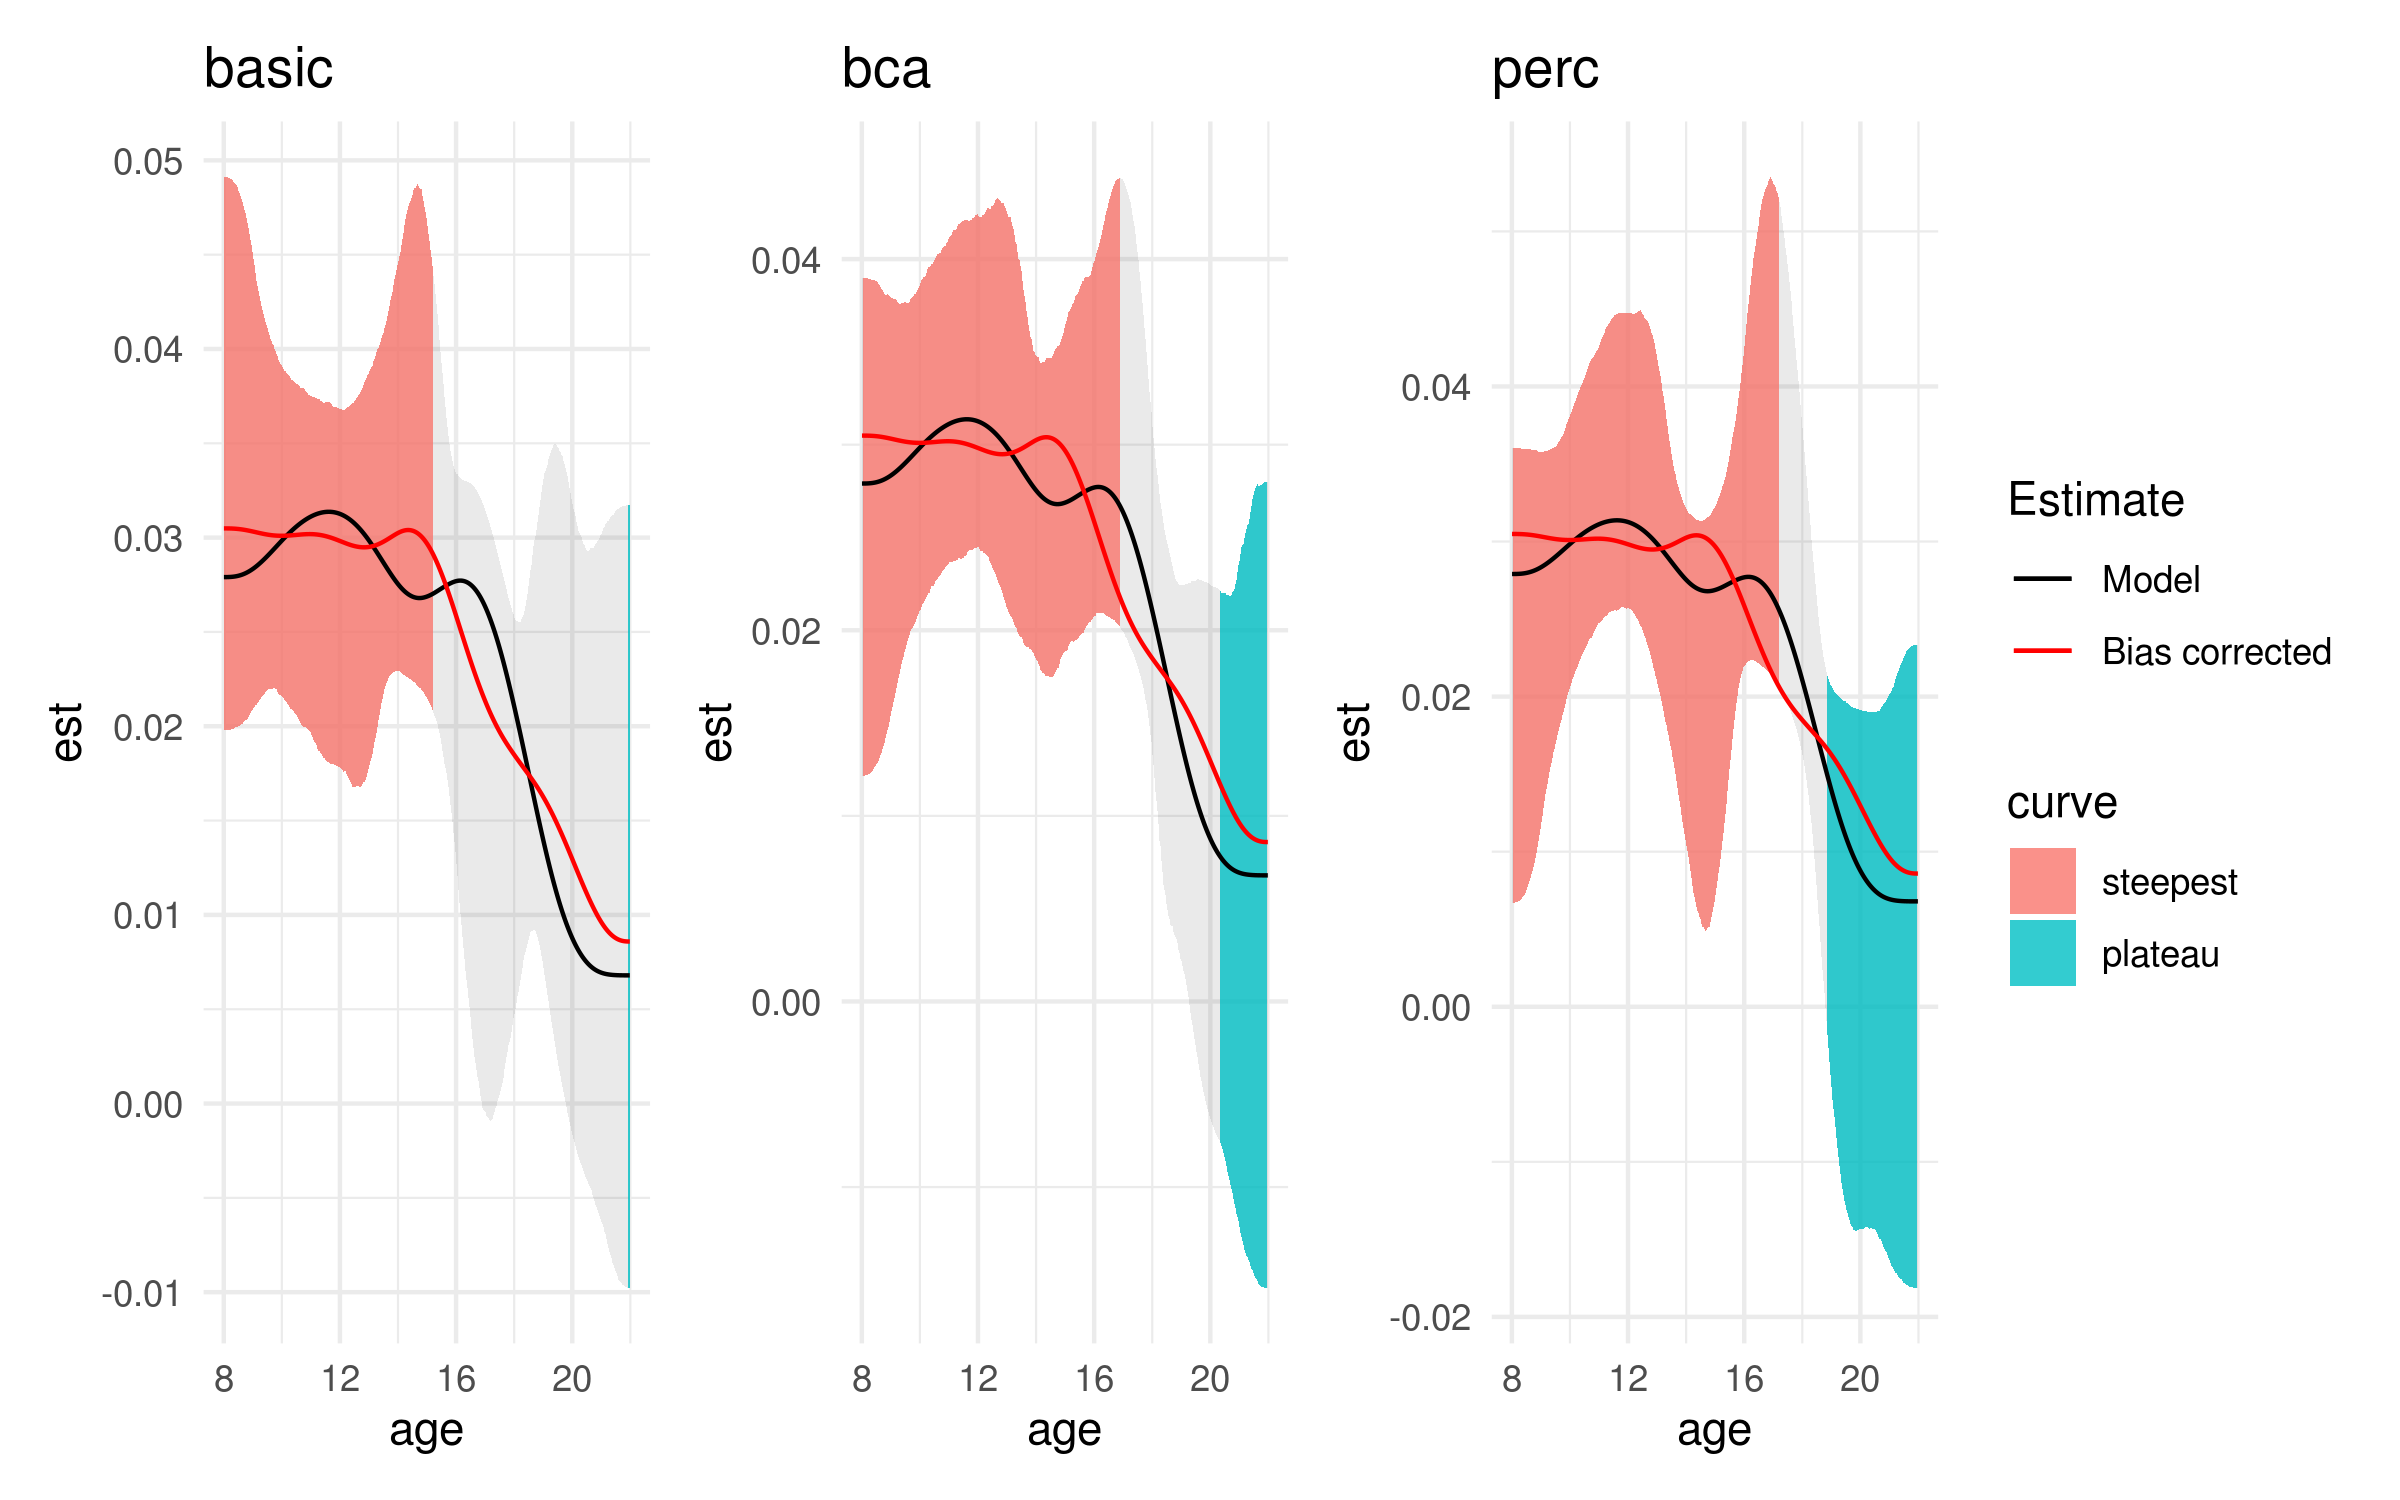 basic
0.05
0.04
0.03
0.02
0.01
0.00
-0.01
est
8 12 16 20
age
bca
0.04
0.02
0.00
est
8 12 16 20
age
perc
0.04
0.02
0.00
-0.02
est
8 12 16 20
age
Estimate
Model
Bias corrected
curve
steepest
plateau